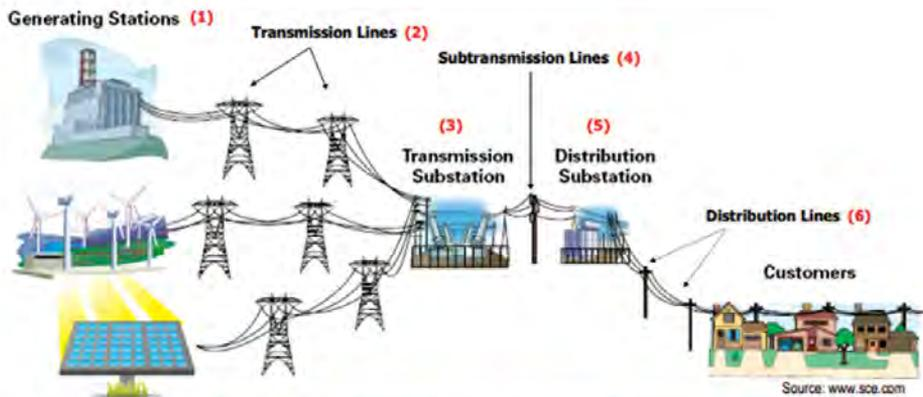 Generating Stations (1)
Transmission Lines (2)
Subtransmission Lines (4)
(3)
Transmission
Substation
(5)
Distribution
Substation
Distribution Lines (6)
Customers
Source: www.sce.com